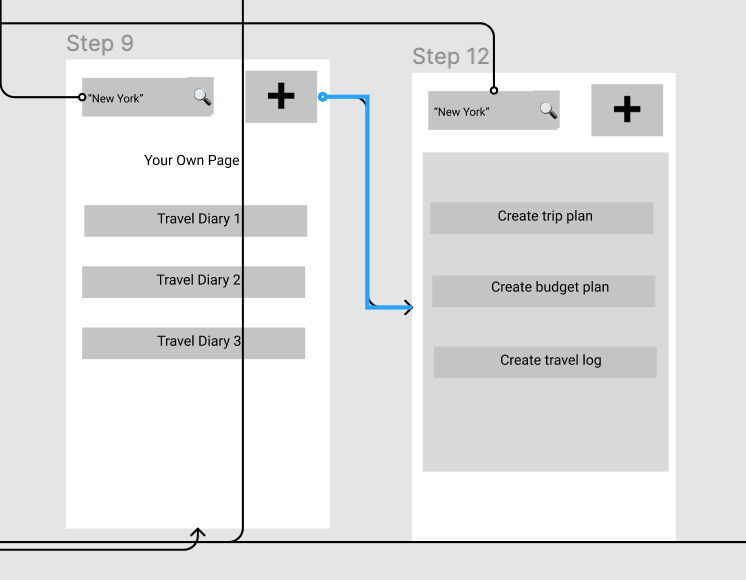 Step 9
“New York”
Your Own Page
Travel Diary 1
Travel Diary 2
Travel Diary 3
Step 12
“New York”
Create trip plan
Create budget plan
Create travel log